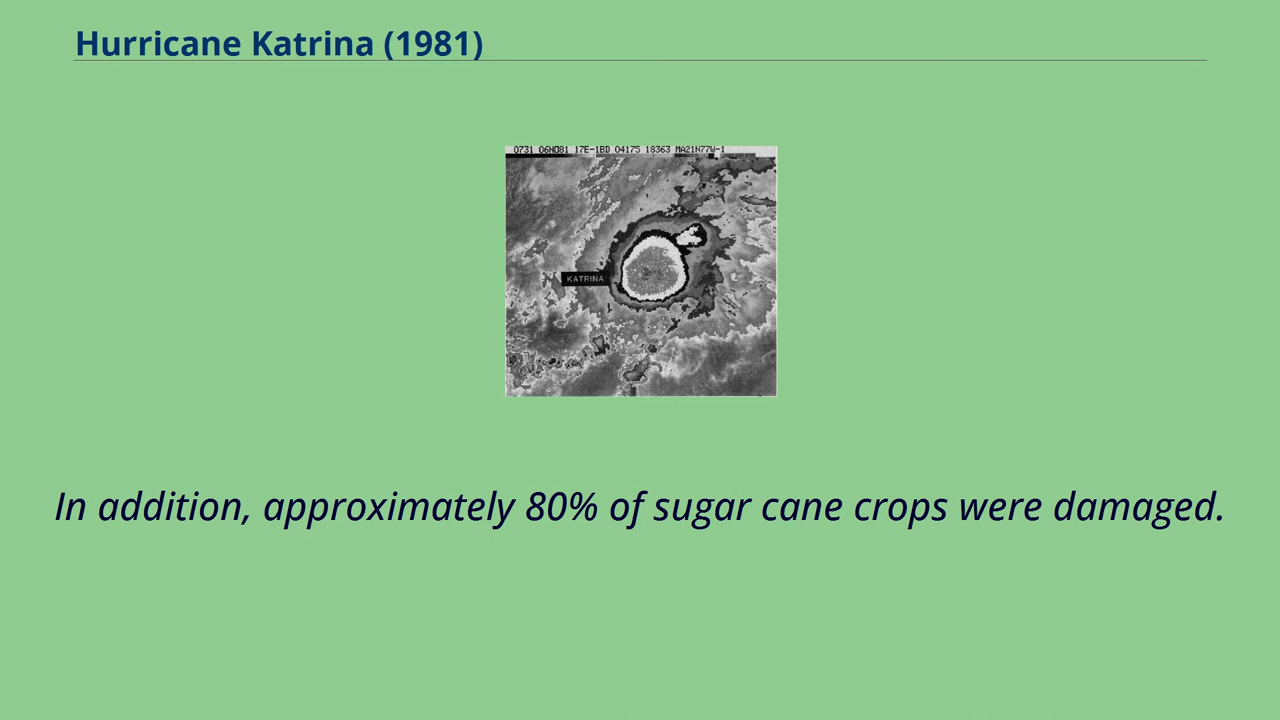 Hurricane Katrina (1981)
0731 06NO81 17E-1BD 04175 18363 MA21N77W-1
KATRINA
In addition, approximately 80% of sugar cane crops were damaged.